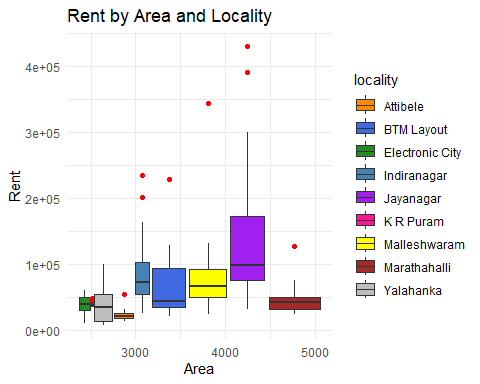 Rent by Area and Locality
4e+05
3e+05
2e+05
1e+05
0e+00
Rent
3000
4000
5000
Area
locality
Attibele
BTM Layout
Electronic City
Indiranagar
Jayanagar
K R Puram
Malleshwaram
Marathahalli
Yalahanka